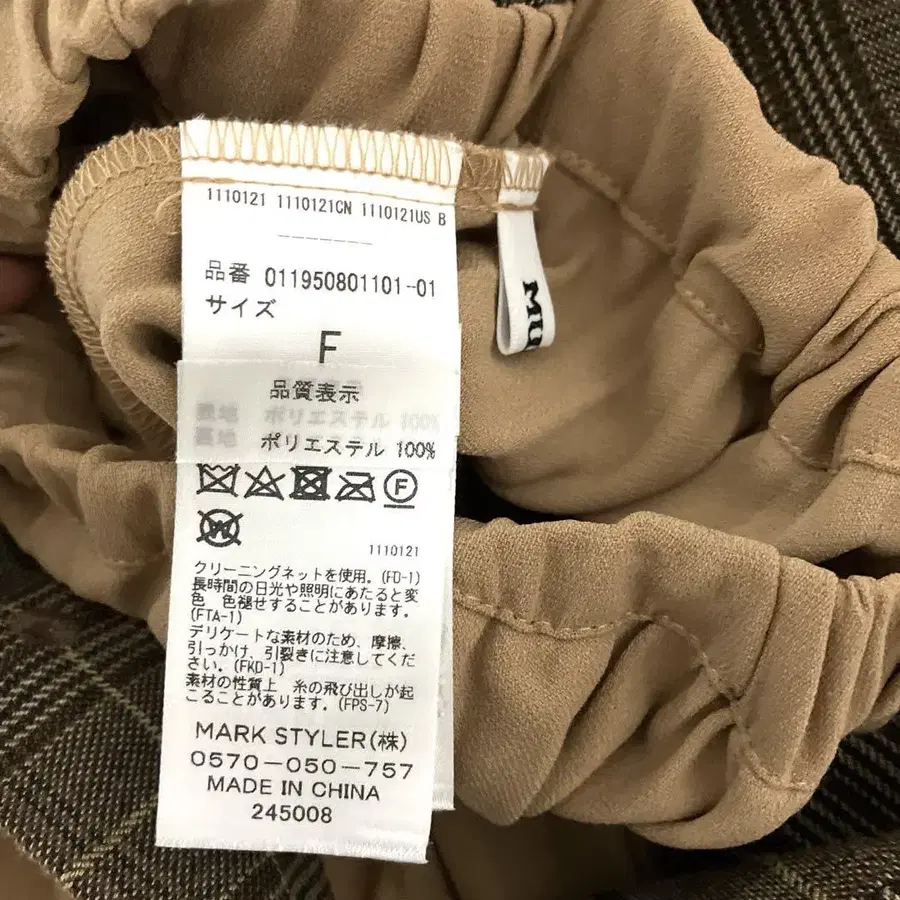 1110121 1110121CN 1110121US B
品番 011950801101-01
サイズ
F
品質表示
表地 ポリエステル 100%
裏地 ポリエステル 100%
F
W
1110121
クリーニングネットを使用。(FO-1)
長時間の日光や照明にあたると変
色 色褪せすることがあります。
(FTA-1)
デリケートな素材のため、摩擦、
引っかけ、引裂きに注意してくだ
さい。(FKD-1)
素材の性質上 糸の飛び出しが起
こることがあります。(FPS-7)
MARK STYLER(株)
0570-050-757
MADE IN CHINA
245008